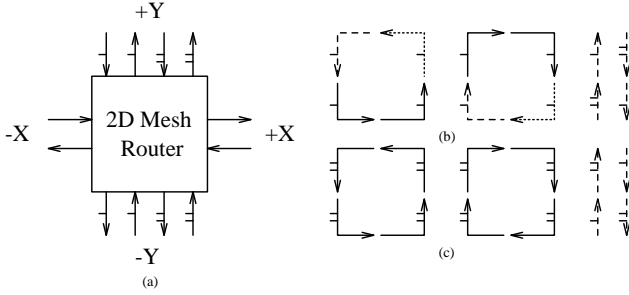 +Y
2D Mesh
Router
-X
+X
-Y
(a)
(b)
(c)